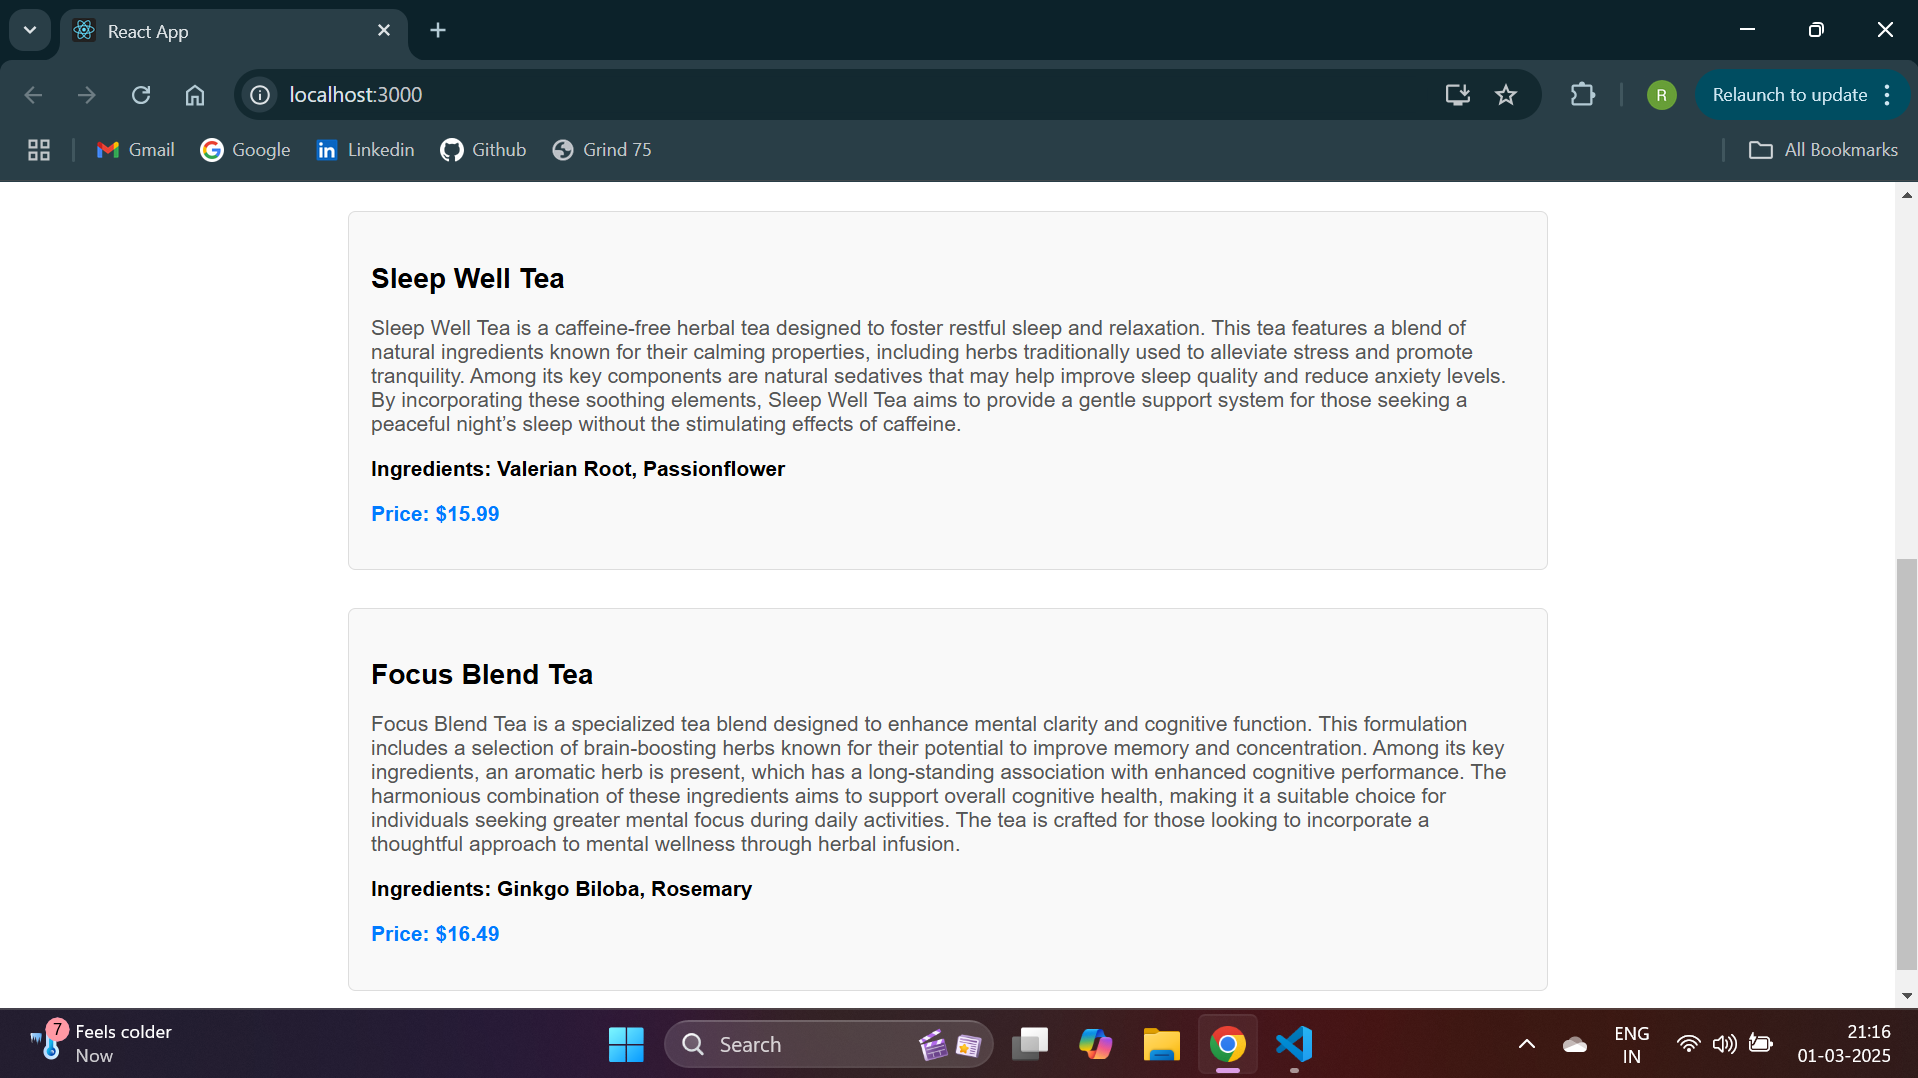 React App
localhost:3000
R
Relaunch to update
Gmail
Google
Linkedin
Github
Grind 75
All Bookmarks
Sleep Well Tea
Sleep Well Tea is a caffeine-free herbal tea designed to foster restful sleep and relaxation. This tea features a blend of
natural ingredients known for their calming properties, including herbs traditionally used to alleviate stress and promote
tranquility. Among its key components are natural sedatives that may help improve sleep quality and reduce anxiety levels.
By incorporating these soothing elements, Sleep Well Tea aims to provide a gentle support system for those seeking a
peaceful night’s sleep without the stimulating effects of caffeine.
Ingredients: Valerian Root, Passionflower
Price: $15.99
Focus Blend Tea
Focus Blend Tea is a specialized tea blend designed to enhance mental clarity and cognitive function. This formulation
includes a selection of brain-boosting herbs known for their potential to improve memory and concentration. Among its key
ingredients, an aromatic herb is present, which has a long-standing association with enhanced cognitive performance. The
harmonious combination of these ingredients aims to support overall cognitive health, making it a suitable choice for
individuals seeking greater mental focus during daily activities. The tea is crafted for those looking to incorporate a
thoughtful approach to mental wellness through herbal infusion.
Ingredients: Ginkgo Biloba, Rosemary
Price: $16.49
7
Feels colder
Now
Search
ENG
IN
21:16
01-03-2025